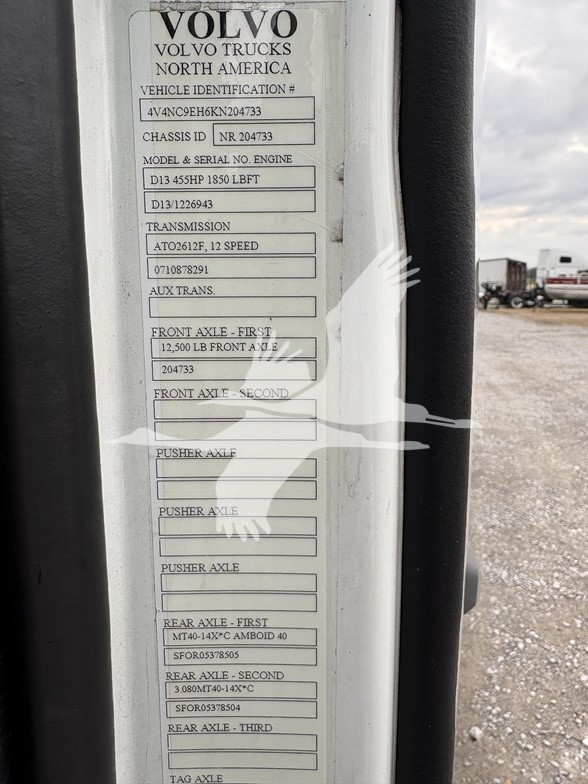 VOLVO
VOLVO TRUCKS
NORTH AMERICA
VEHICLE IDENTIFICATION #
4V4NC9EH6KN204733
CHASSIS ID NR 204733
MODEL & SERIAL NO. ENGINE
D13 455HP 1850 LBFT
D13/1226943
TRANSMISSION
ATO2612F, 12 SPEED
0710878291
AUX TRANS.
FRONT AXLE - FIRST
12,500 LB FRONT AXLE
204733
FRONT AXLE - SECOND
PUSHER AXLE
PUSHER AXLE
PUSHER AXLE
REAR AXLE - FIRST
MT40-14X*C AMBOID 40
SFOR05378505
REAR AXLE - SECOND
3.080MT40-14X*C
SFOR05378504
REAR AXLE - THIRD
TAG AXLE